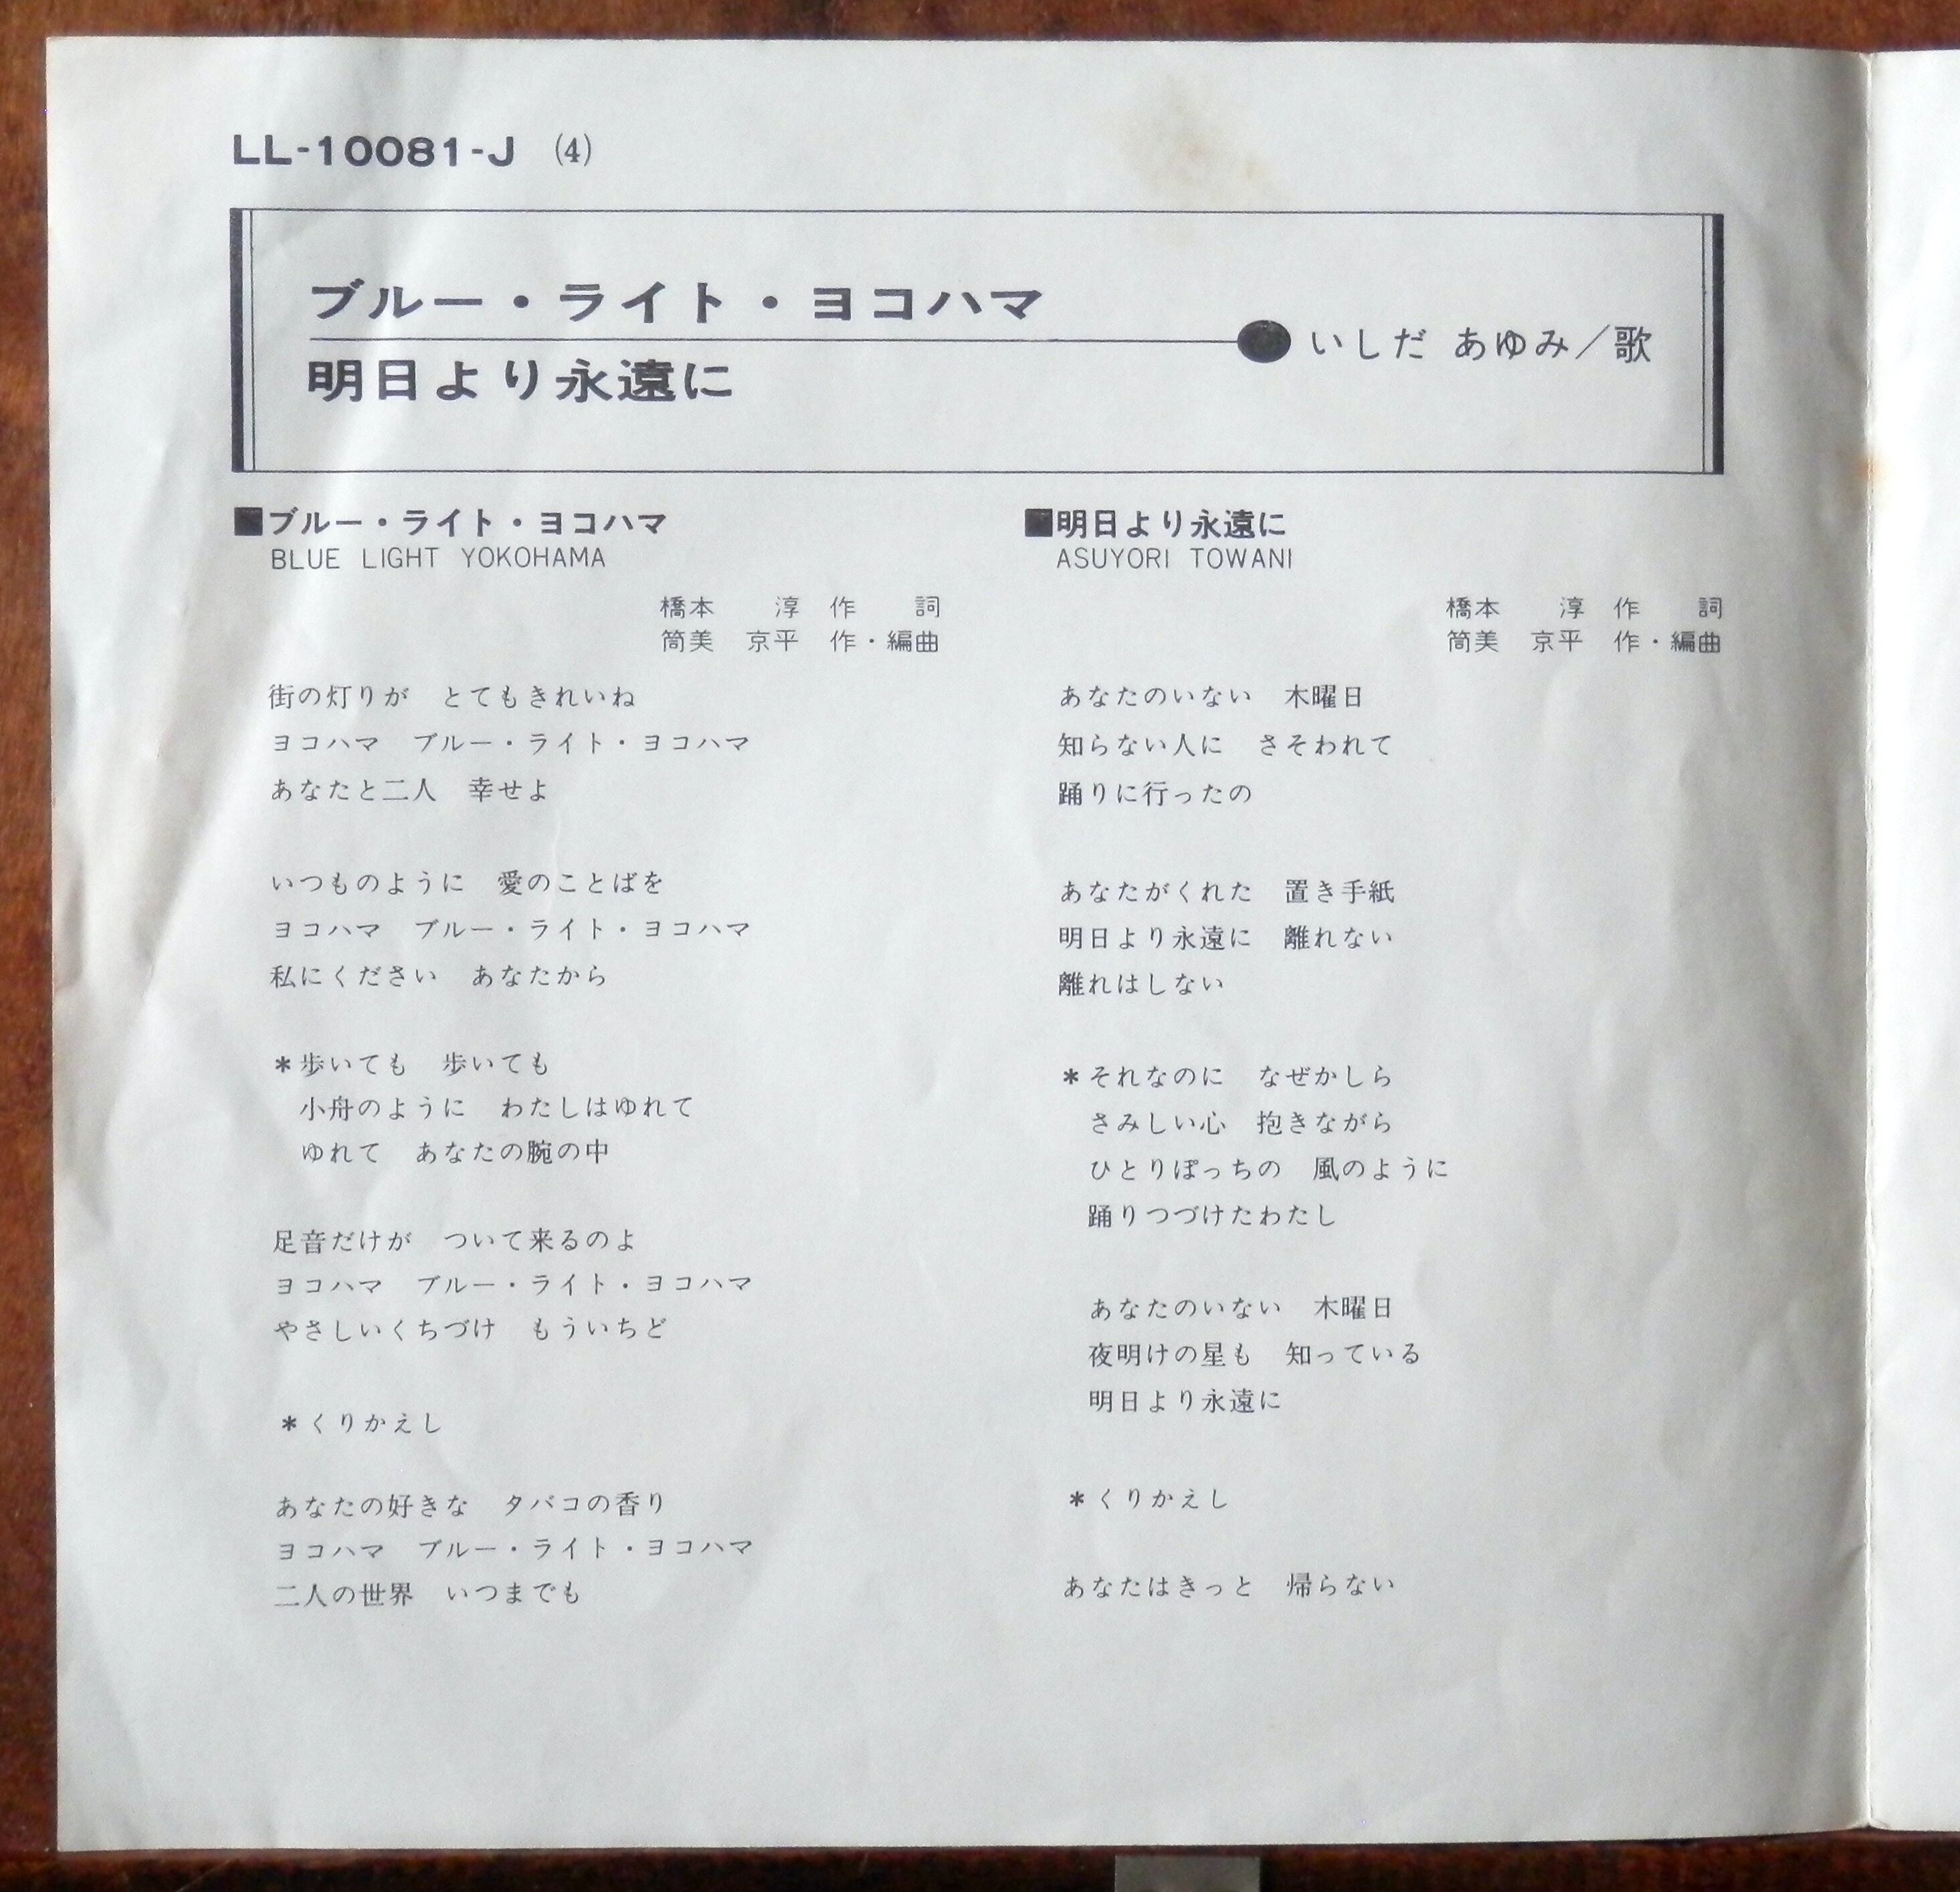 LL-10081-J (4)
ブルー・ライト・ヨコハマ
明日より永遠に
いしだ あゆみ／歌
■ブルー・ライト・ヨコハマ
BLUE LIGHT YOKOHAMA
橋本 淳 作 詞
筒美 京平 作・編曲
街の灯りが とてもきれいね
ヨコハマ ブルー・ライト・ヨコハマ
あなたと二人 幸せよ
いつものように 愛のことばを
ヨコハマ ブルー・ライト・ヨコハマ
私にください あなたから
＊歩いても 歩いても
小舟のように わたしはゆれて
ゆれて あなたの腕の中
足音だけが ついて来るのよ
ヨコハマ ブルー・ライト・ヨコハマ
やさしいくちづけ もういちど
＊くりかえし
あなたの好きな タバコの香り
ヨコハマ ブルー・ライト・ヨコハマ
二人の世界 いつまでも
■明日より永遠に
ASUYORI TOWANI
橋本 淳 作 詞
筒美 京平 作・編曲
あなたのいない 木曜日
知らない人に さそわれて
踊りに行ったの
あなたがくれた 置き手紙
明日より永遠に 離れない
離れはしない
＊それなのに なぜかしら
さみしい心 抱きながら
ひとりぼっちの 風のように
踊りつづけたわたし
あなたのいない 木曜日
夜明けの星も 知っている
明日より永遠に
＊くりかえし
あなたはきっと 帰らない